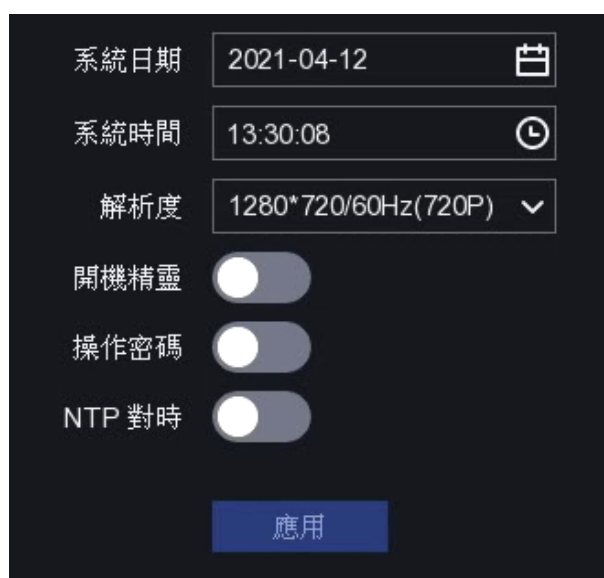 系統日期 2021-04-12
系統時間 13:30:08
解析度 1280*720/60Hz(720P)
開機精靈
操作密碼
NTP 對時
應用